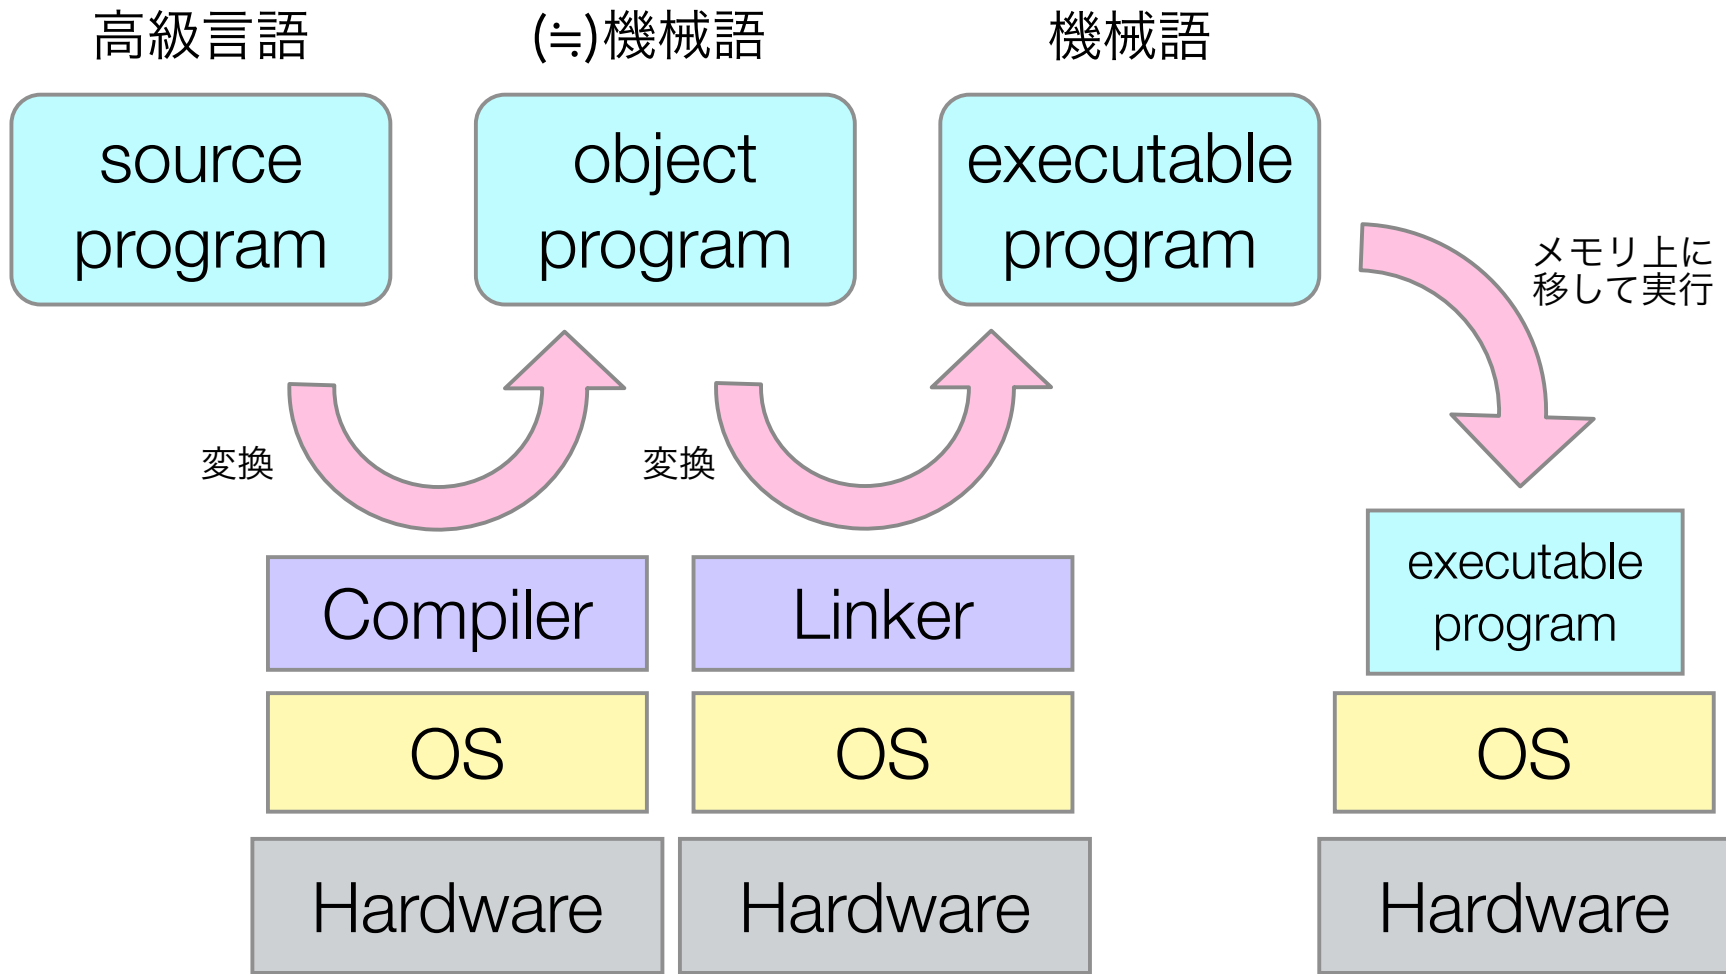 高級言語
(≒)機械語
機械語
source
program
object
program
executable
program
メモリ上に
移して実行
変換
変換
executable
program
Compiler
Linker
OS
OS
OS
Hardware
Hardware
Hardware